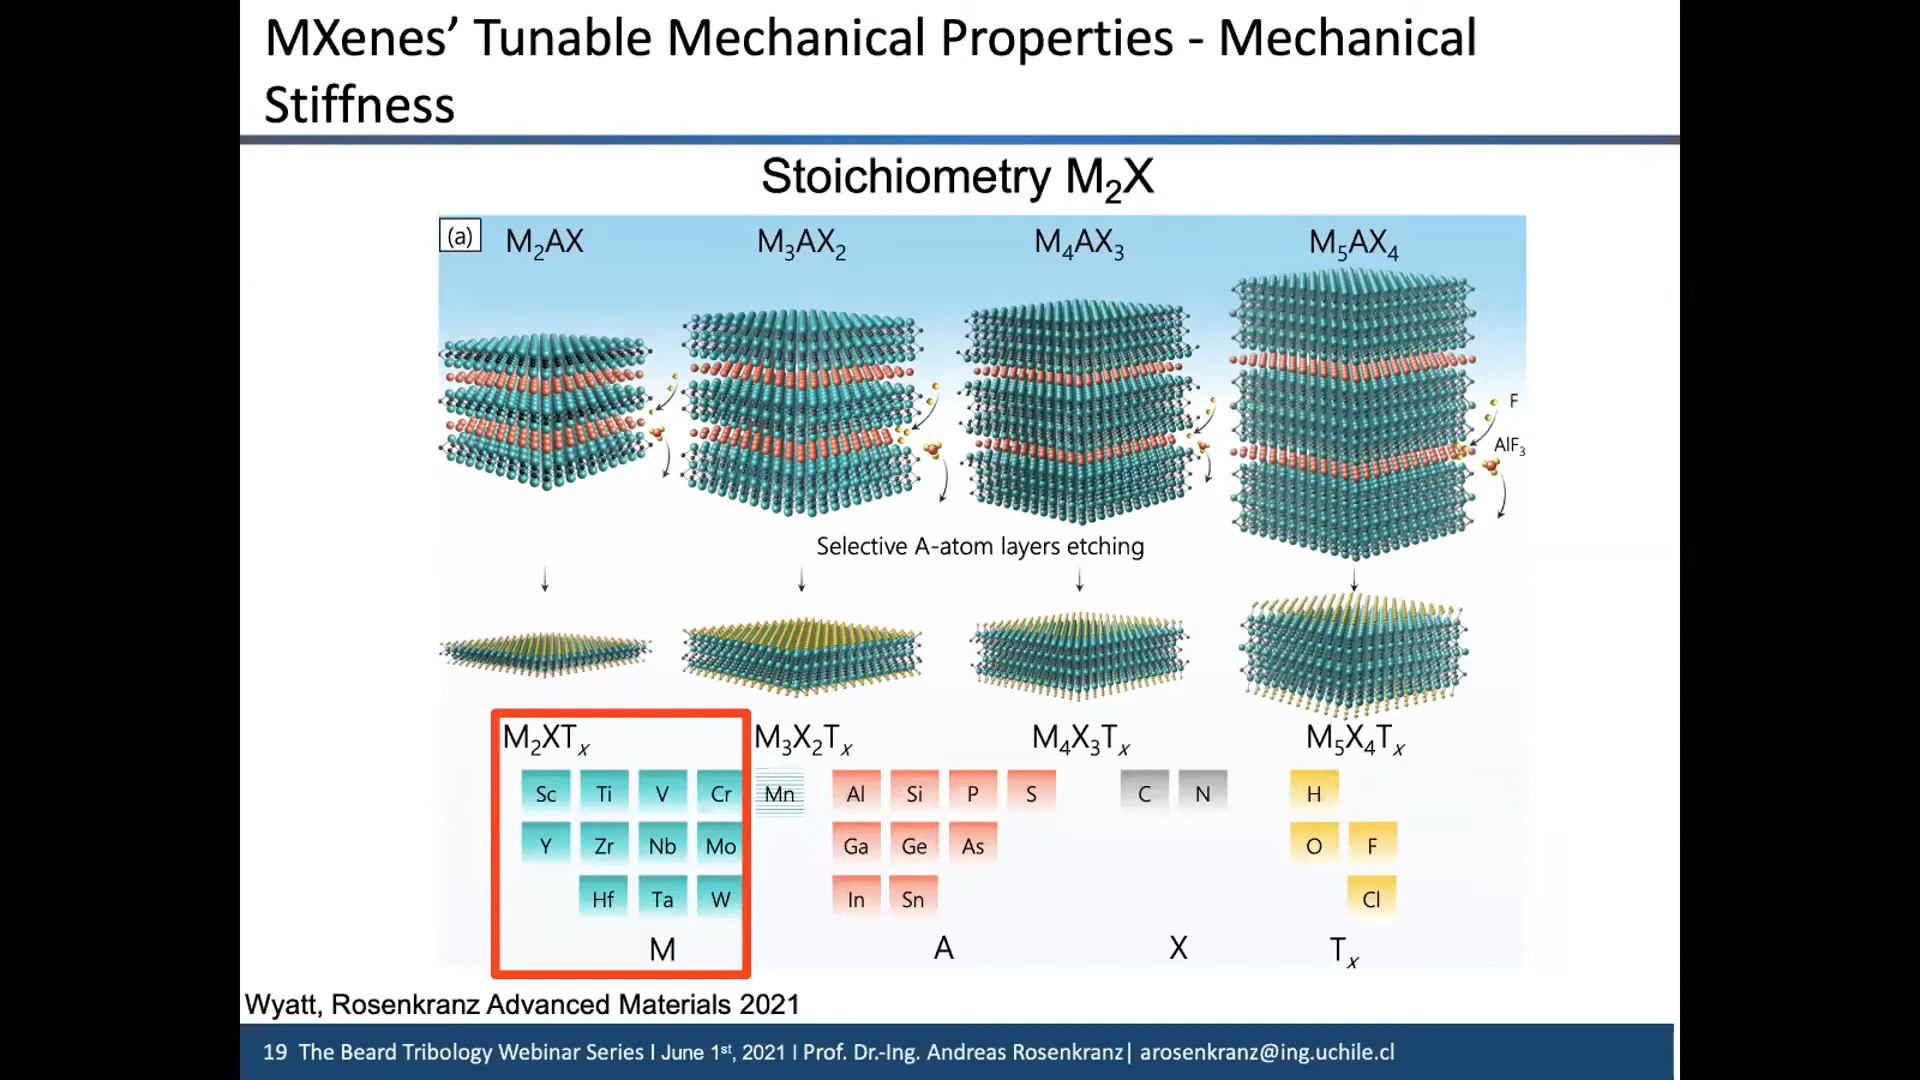 MXenes’ Tunable Mechanical Properties - Mechanical
Stiffness
Stoichiometry M₂X
(a) M₂AX M₃AX₂ M₄AX₃ M₅AX₄
F
AlF₃
Selective A-atom layers etching
M₂XTₓ M₃X₂Tₓ M₄X₃Tₓ M₅X₄Tₓ
Sc Ti V Cr Mn Al Si P S C N H
Y Zr Nb Mo Ga Ge As O F
Hf Ta W In Sn Cl
M A X Tₓ
Wyatt, Rosenkranz Advanced Materials 2021
19 The Beard Tribology Webinar Series I June 1ˢᵗ, 2021 I Prof. Dr.-Ing. Andreas Rosenkranz| arosenkranz@ing.uchile.cl